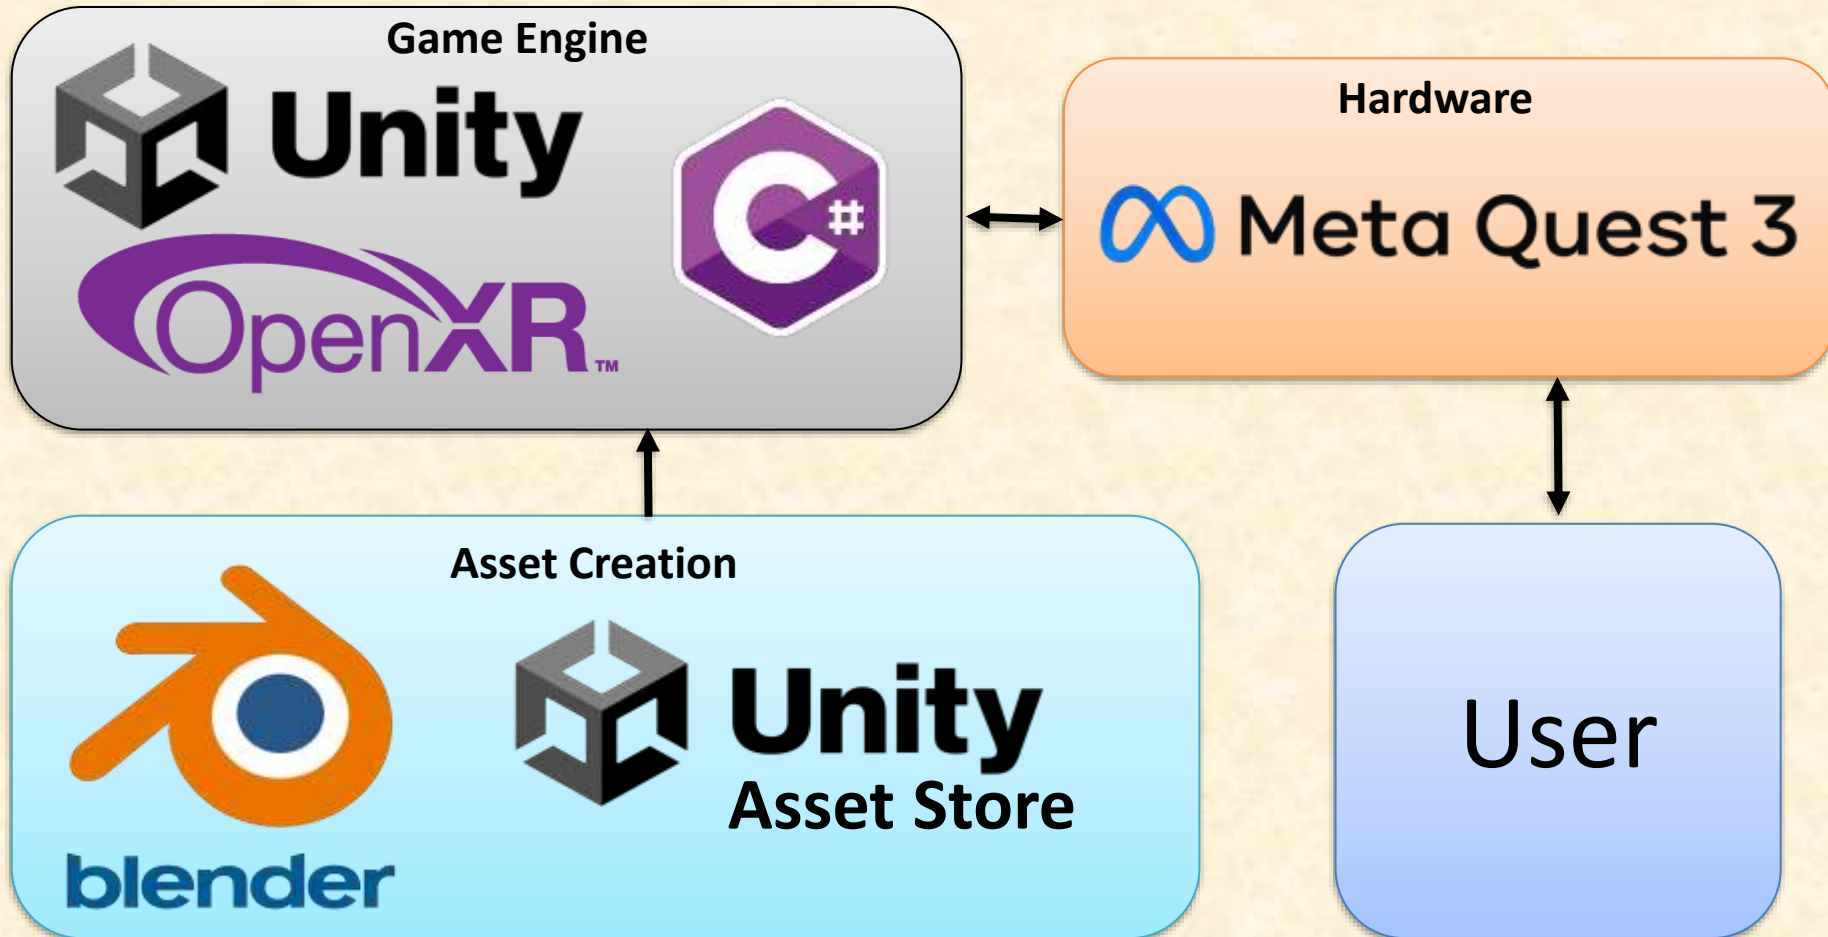 Game Engine
Unity
C#
OpenXR™
Hardware
Meta Quest 3
Asset Creation
blender
Unity
Asset Store
User